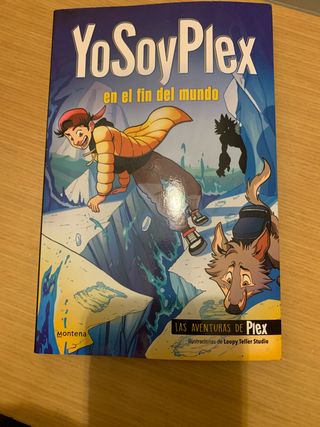 YoSoyPlex
en el fin del mundo
LAS AVENTURAS DE Plex
Ilustraciones de Loopy Teller Studio
Montena